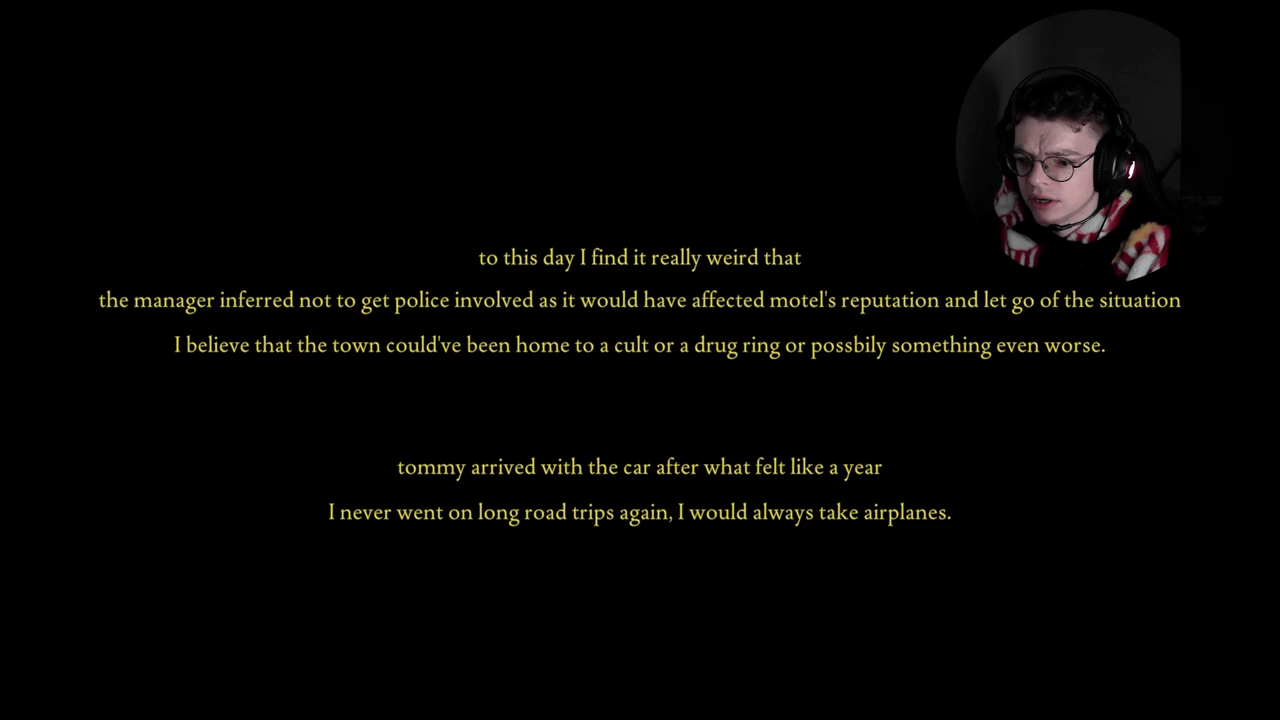 to this day I find it really weird that
the manager inferred not to get police involved as it would have affected motel's reputation and let go of the situation
I believe that the town could've been home to a cult or a drug ring or possbily something even worse.
tommy arrived with the car after what felt like a year
I never went on long road trips again, I would always take airplanes.